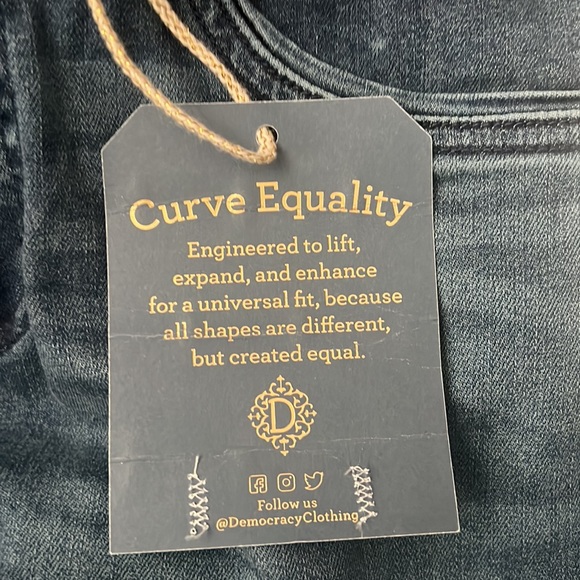 Curve Equality
Engineered to lift,
expand, and enhance
for a universal fit, because
all shapes are different,
but created equal.
D
Follow us
@DemocracyClothing